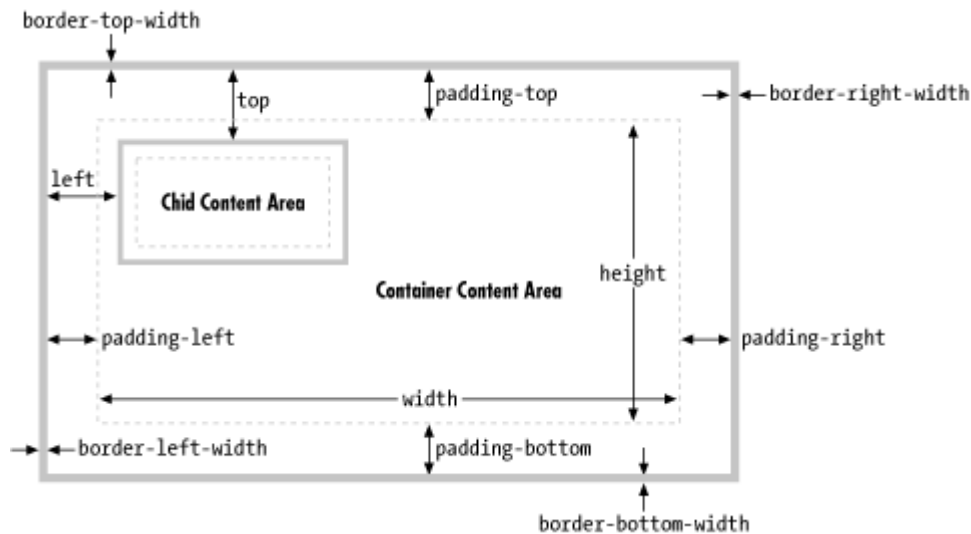 border-top-width
top
padding-top
border-right-width
left
Chid Content Area
height
Container Content Area
padding-left
padding-right
width
border-left-width
padding-bottom
border-bottom-width